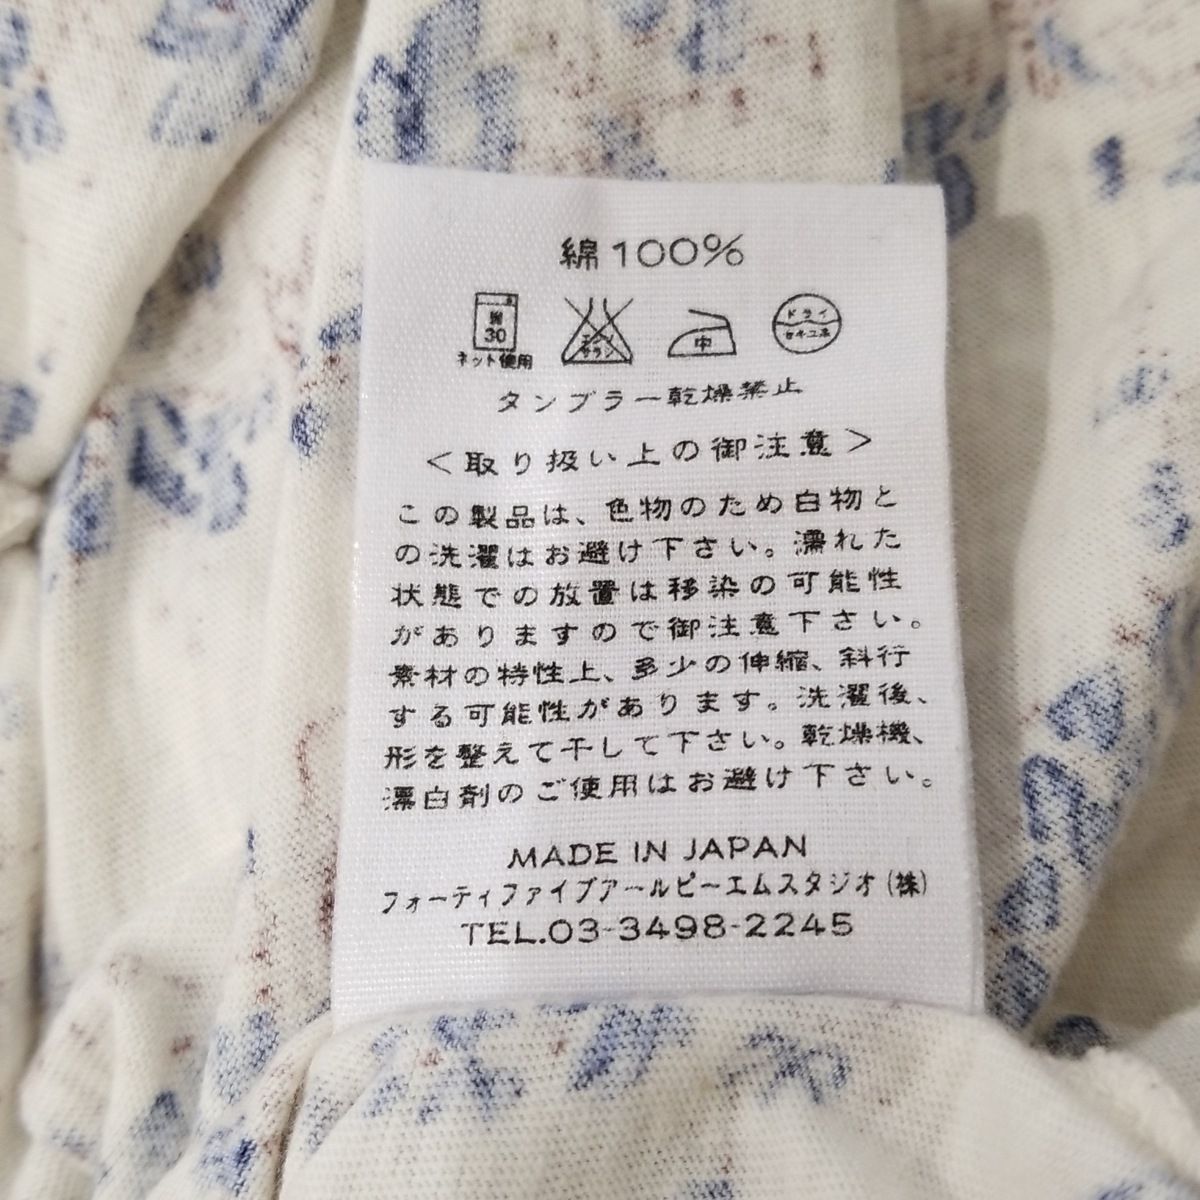 綿100%
30
ネット使用
エンソ
サラシ
中
ドライ
セキユ系
タンブラー乾燥禁止
＜取り扱い上の御注意＞
この製品は、色物のため白物と
の洗濯はお避け下さい。濡れた
状態での放置は移染の可能性
がありますので御注意下さい。
素材の特性上、多少の伸縮、斜行
する可能性があります。洗濯後、
形を整えて干して下さい。乾燥機、
漂白剤のご使用はお避け下さい。
MADE IN JAPAN
フォーティファイブアールピーエムスタジオ(株)
TEL.03-3498-2245